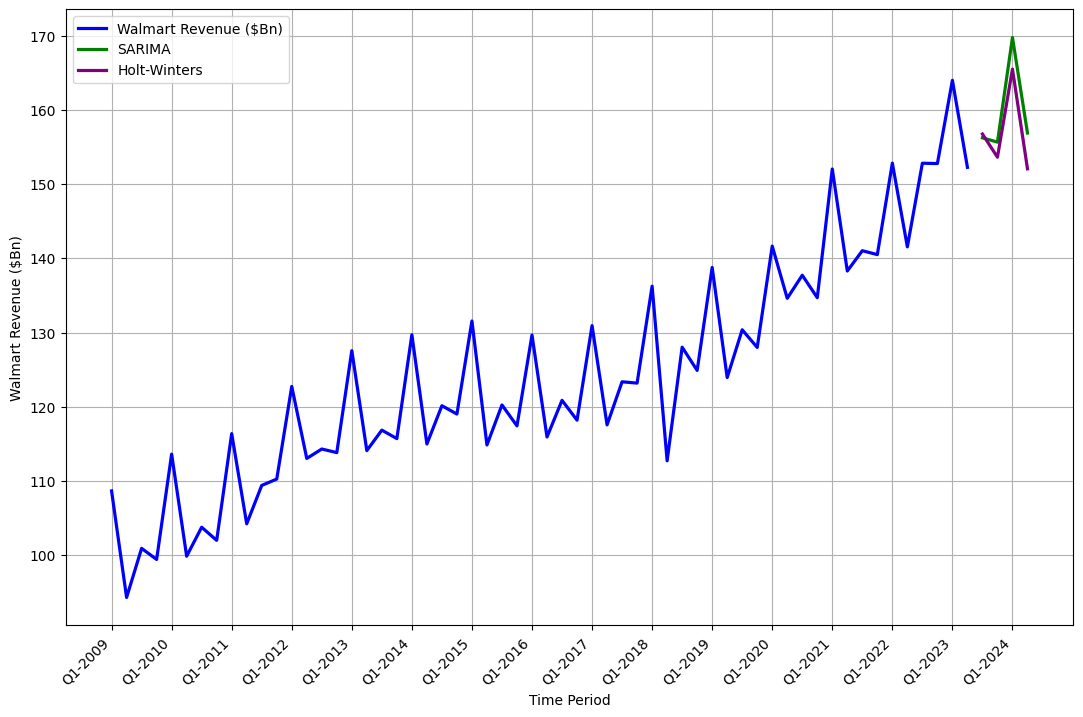 Walmart Revenue ($Bn)
SARIMA
Holt-Winters
Walmart Revenue ($Bn)
170
160
150
140
130
120
110
100
Q1-2009
Q1-2010
Q1-2011
Q1-2012
Q1-2013
Q1-2014
Q1-2015
Q1-2016
Q1-2017
Q1-2018
Q1-2019
Q1-2020
Q1-2021
Q1-2022
Q1-2023
Q1-2024
Time Period